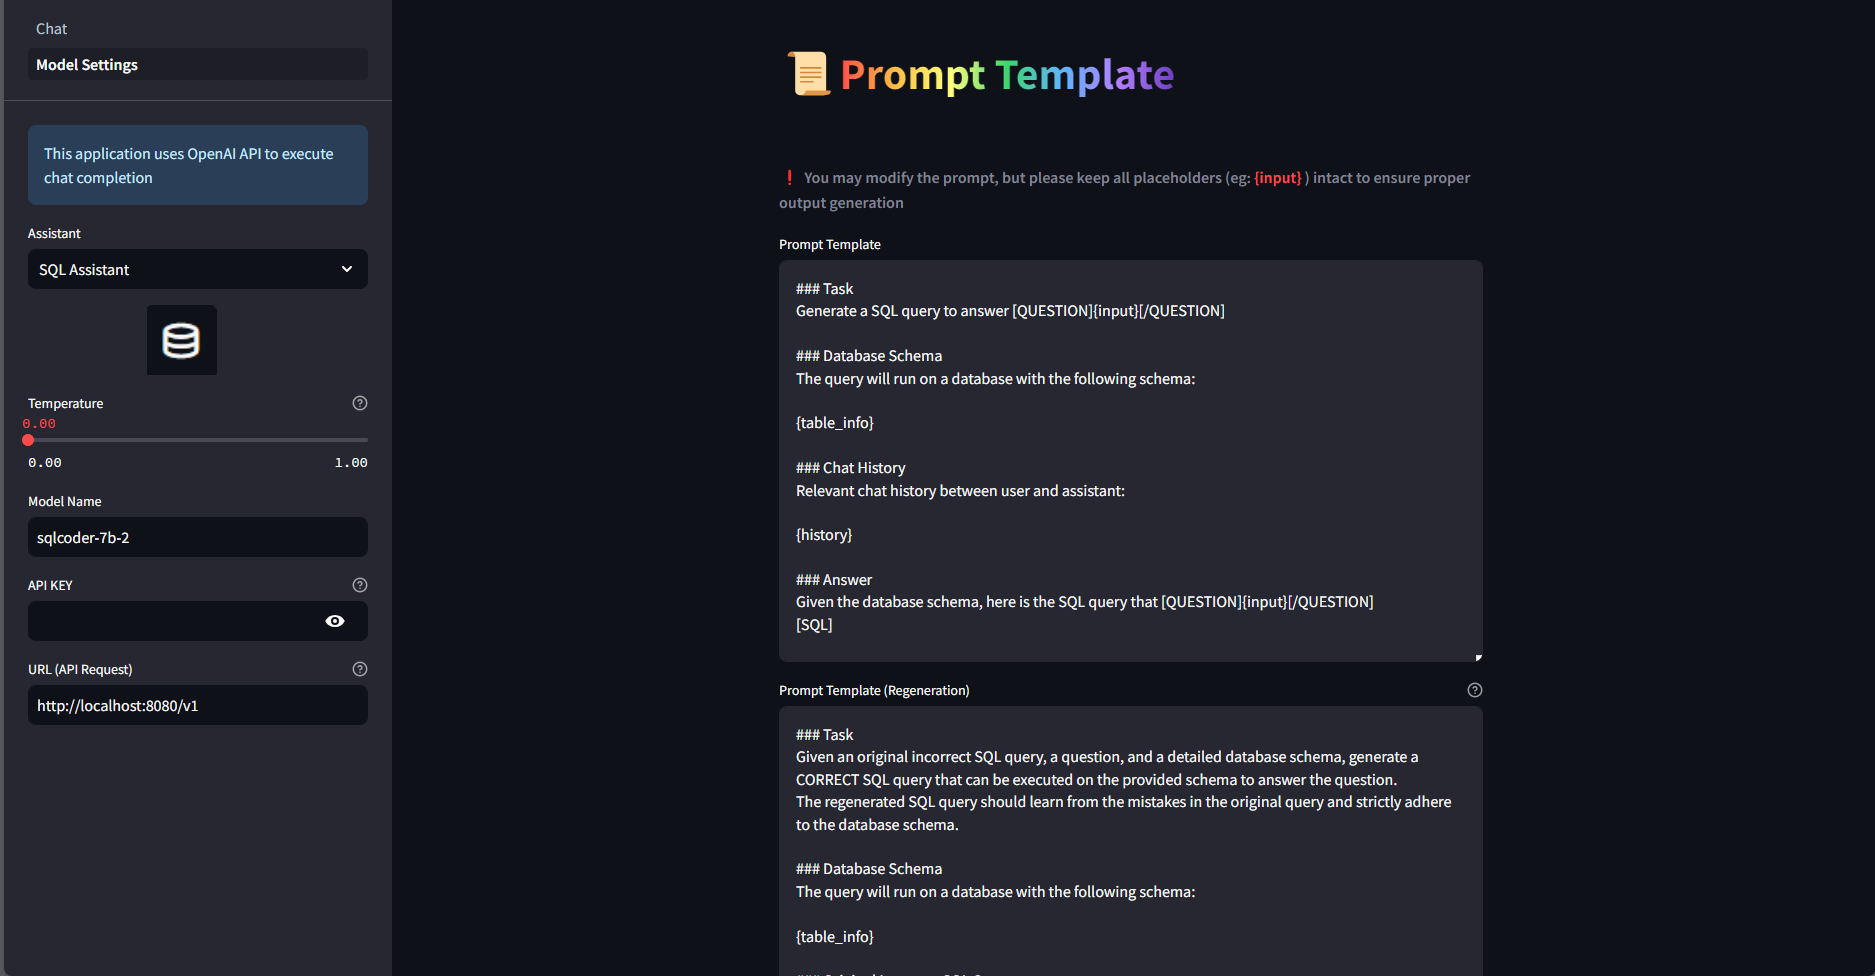 Chat
Model Settings
This application uses OpenAI API to execute
chat completion
Assistant
SQL Assistant
Temperature
0.00
0.00 1.00
Model Name
sqlcoder-7b-2
API KEY
URL (API Request)
http://localhost:8080/v1
Prompt Template
❗ You may modify the prompt, but please keep all placeholders (eg: {input} ) intact to ensure proper
output generation
Prompt Template
### Task
Generate a SQL query to answer [QUESTION]{input}[/QUESTION]
### Database Schema
The query will run on a database with the following schema:
{table_info}
### Chat History
Relevant chat history between user and assistant:
{history}
### Answer
Given the database schema, here is the SQL query that [QUESTION]{input}[/QUESTION]
[SQL]
Prompt Template (Regeneration)
### Task
Given an original incorrect SQL query, a question, and a detailed database schema, generate a
CORRECT SQL query that can be executed on the provided schema to answer the question.
The regenerated SQL query should learn from the mistakes in the original query and strictly adhere
to the database schema.
### Database Schema
The query will run on a database with the following schema:
{table_info}